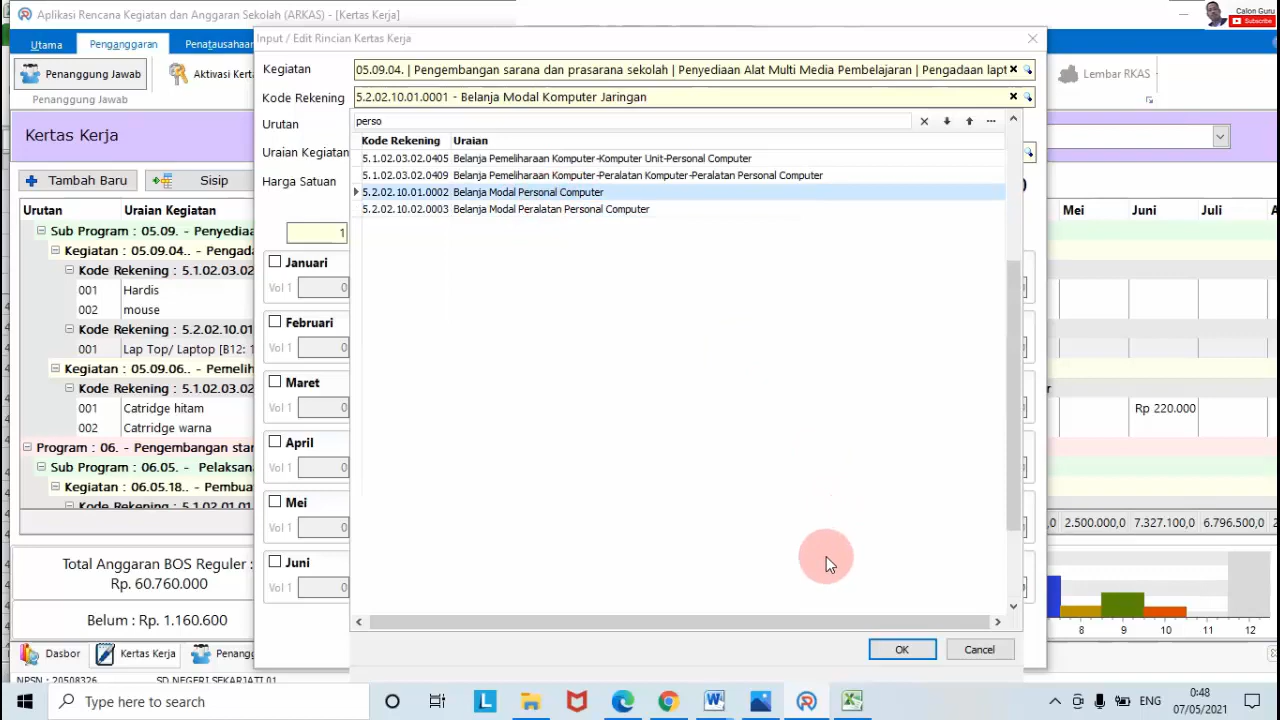 Aplikasi Rencana Kegiatan dan Anggaran Sekolah (ARKAS) - [Kertas Kerja]
Calon Guru
Subscribe
Utama Penganggaran Penatausahaan
Input / Edit Rincian Kertas Kerja
Penanggung Jawab Aktivasi Kerta
Lembar RKAS
Penanggung Jawab
Kegiatan 05.09.04. | Pengembangan sarana dan prasarana sekolah | Penyediaan Alat Multi Media Pembelajaran | Pengadaan lapt
Kode Rekening 5.2.02.10.01.0001 - Belanja Modal Komputer Jaringan
Urutan perso
Kertas Kerja
Kode Rekening Uraian
Uraian Kegiatan 5.1.02.03.02.0405 Belanja Pemeliharaan Komputer-Komputer Unit-Personal Computer
5.1.02.03.02.0409 Belanja Pemeliharaan Komputer-Peralatan Komputer-Peralatan Personal Computer
Tambah Baru Sisip Harga Satuan
5.2.02.10.01.0002 Belanja Modal Personal Computer
5.2.02.10.02.0003 Belanja Modal Peralatan Personal Computer
Urutan Uraian Kegiatan Mei Juni Juli
1
Sub Program : 05.09. - Penyediaa
Kegiatan : 05.09.04.. - Pengada
Januari
Kode Rekening : 5.1.02.03.02
001 Hardis
Vol 1 0
002 mouse
Februari
Kode Rekening : 5.2.02.10.01
001 Lap Top/ Laptop [B12: 1
Vol 1 0
Kegiatan : 05.09.06.. - Pemelih
Maret
Kode Rekening : 5.1.02.03.02
001 Catridge hitam Rp 220.000
Vol 1 0
002 Catrridge warna
April
Program : 06. - Pengembangan star
Sub Program : 06.05. - Pelaksana
Vol 1 0
Kegiatan : 06.05.18.. - Pembua
Mei
Kode Rekening : 5.1.02.01.01
Vol 1 0
2.500.000,0 7.327.100,0 6.796.500,0
Juni
Vol 1 0
Total Anggaran BOS Reguler :
Rp. 60.760.000
Belum : Rp. 1.160.600
8 9 10 11 12
OK Cancel
Dasbor Kertas Kerja Penang
NPSN : 20508326 SD NEGERI SEKARJATI 01
Type here to search
ENG
0:48
07/05/2021